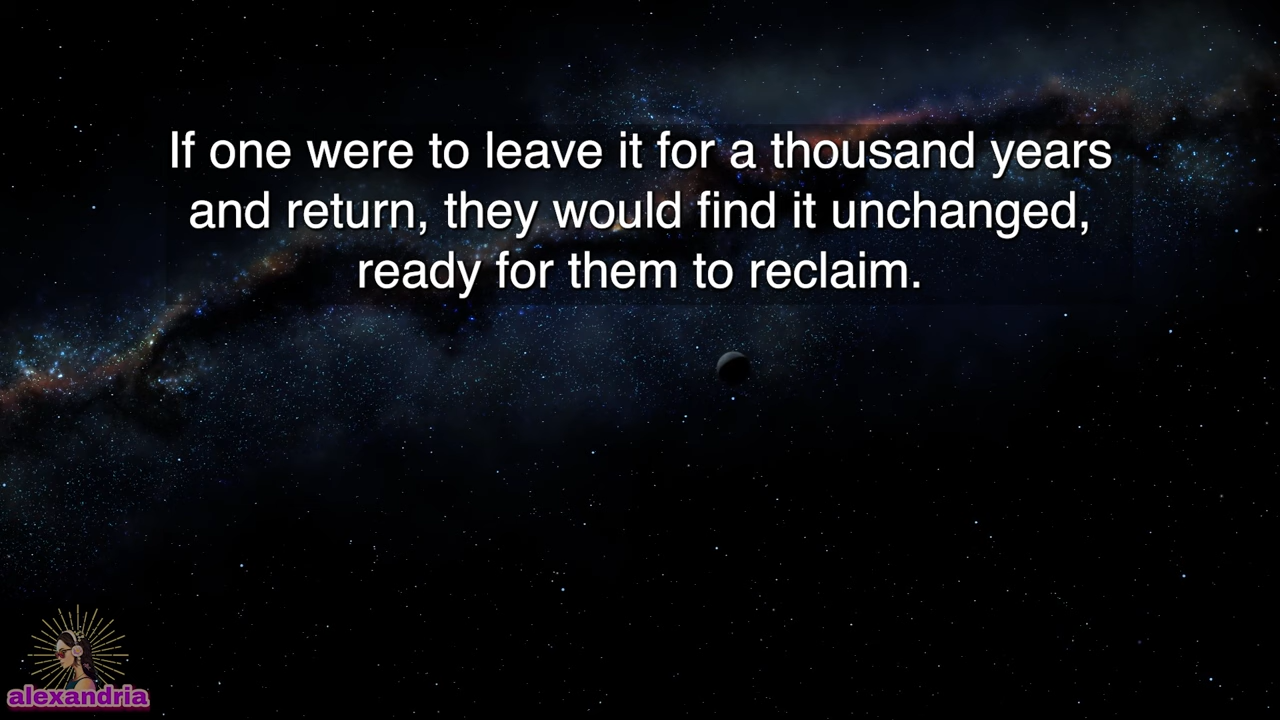 If one were to leave it for a thousand years
and return, they would find it unchanged,
ready for them to reclaim.
alexandria